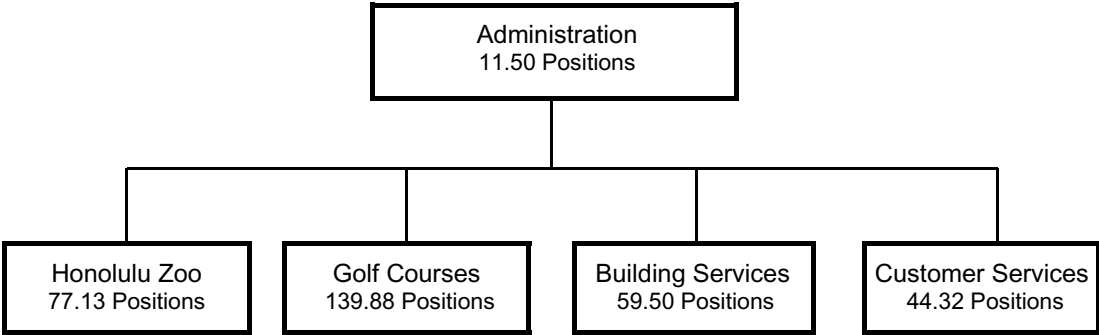 Administration
11.50 Positions
Honolulu Zoo
77.13 Positions
Golf Courses
139.88 Positions
Building Services
59.50 Positions
Customer Services
44.32 Positions